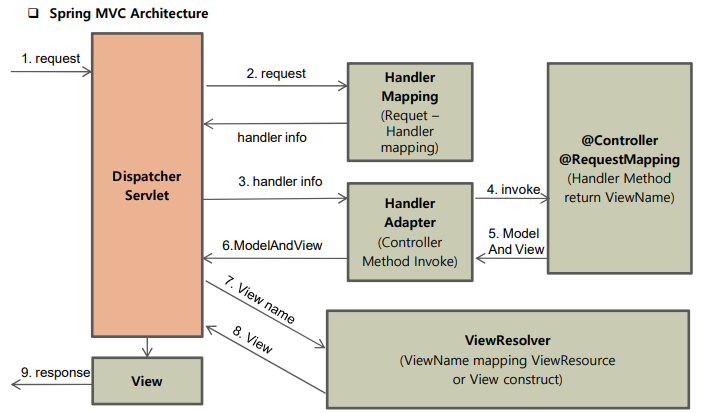 ❑ Spring MVC Architecture
1. request
2. request
Handler
Mapping
(Requet –
Handler
mapping)
handler info
Dispatcher
Servlet
3. handler info
Handler
Adapter
(Controller
Method Invoke)
4. invoke
@Controller
@RequestMapping
(Handler Method
return ViewName)
5. Model
And View
6.ModelAndView
7. View name
8. View
ViewResolver
(ViewName mapping ViewResource
or View construct)
View
9. response